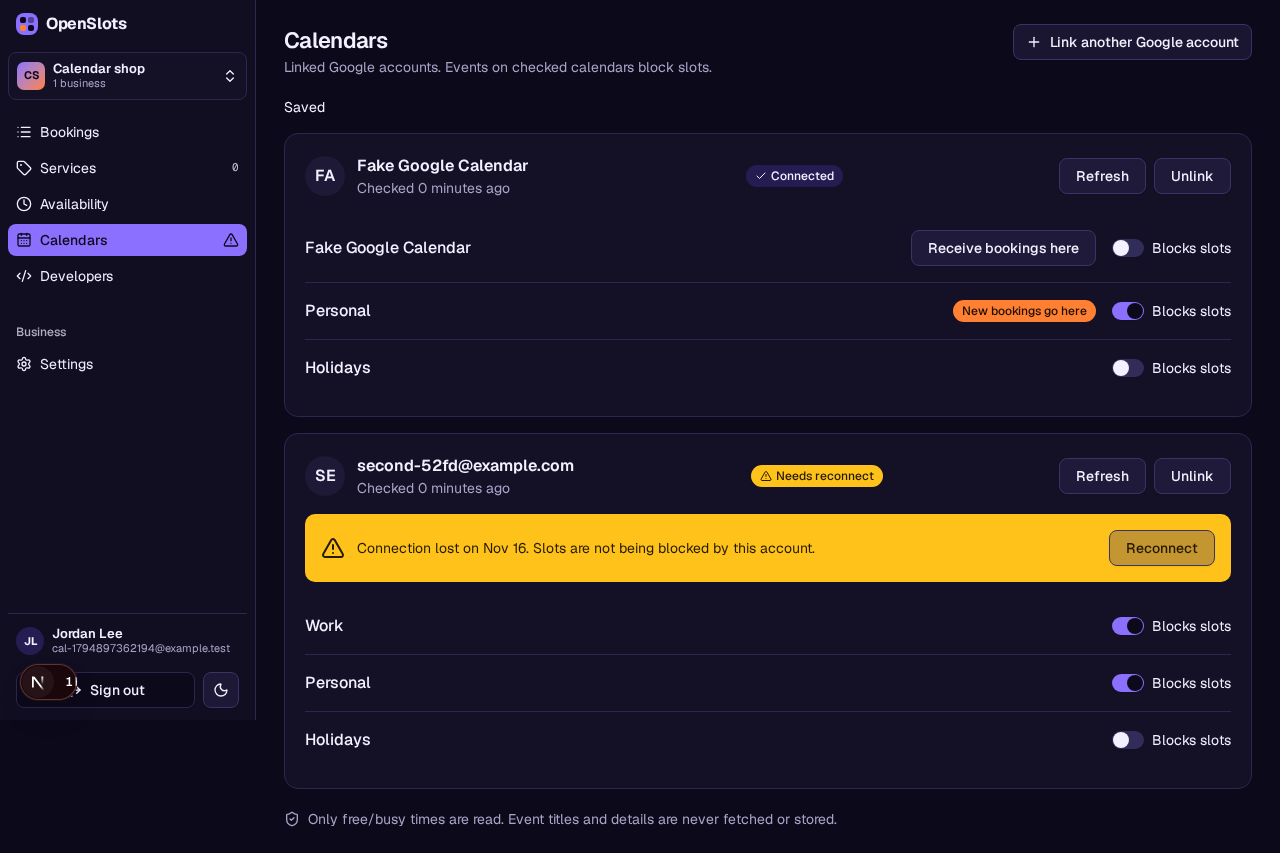 OpenSlots
CS
Calendar shop
1 business
Bookings
Services
0
Availability
Calendars
Developers
Business
Settings
JL
Jordan Lee
cal-1794897362194@example.test
N
1
Sign out
Calendars
Linked Google accounts. Events on checked calendars block slots.
Link another Google account
Saved
FA
Fake Google Calendar
Checked 0 minutes ago
Connected
Refresh
Unlink
Fake Google Calendar
Receive bookings here
Blocks slots
Personal
New bookings go here
Blocks slots
Holidays
Blocks slots
SE
second-52fd@example.com
Checked 0 minutes ago
Needs reconnect
Refresh
Unlink
Connection lost on Nov 16. Slots are not being blocked by this account.
Reconnect
Work
Blocks slots
Personal
Blocks slots
Holidays
Blocks slots
Only free/busy times are read. Event titles and details are never fetched or stored.